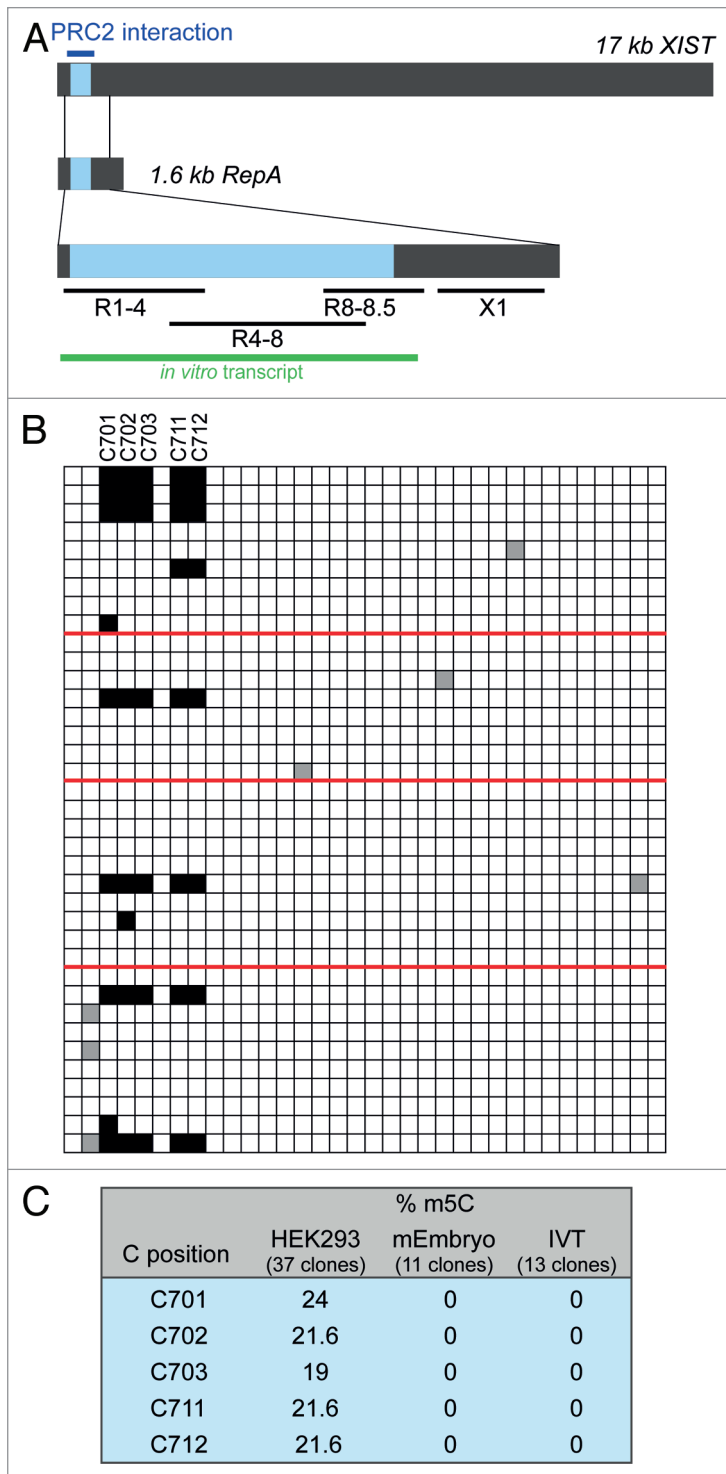 A
PRC2 interaction
17 kb XIST
1.6 kb RepA
R1-4
R8-8.5
X1
R4-8
in vitro transcript
B
C701
C702
C703
C711
C712
C
% m5C
C position
HEK293
(37 clones)
mEmbryo
(11 clones)
IVT
(13 clones)
C701 24 0 0
C702 21.6 0 0
C703 19 0 0
C711 21.6 0 0
C712 21.6 0 0